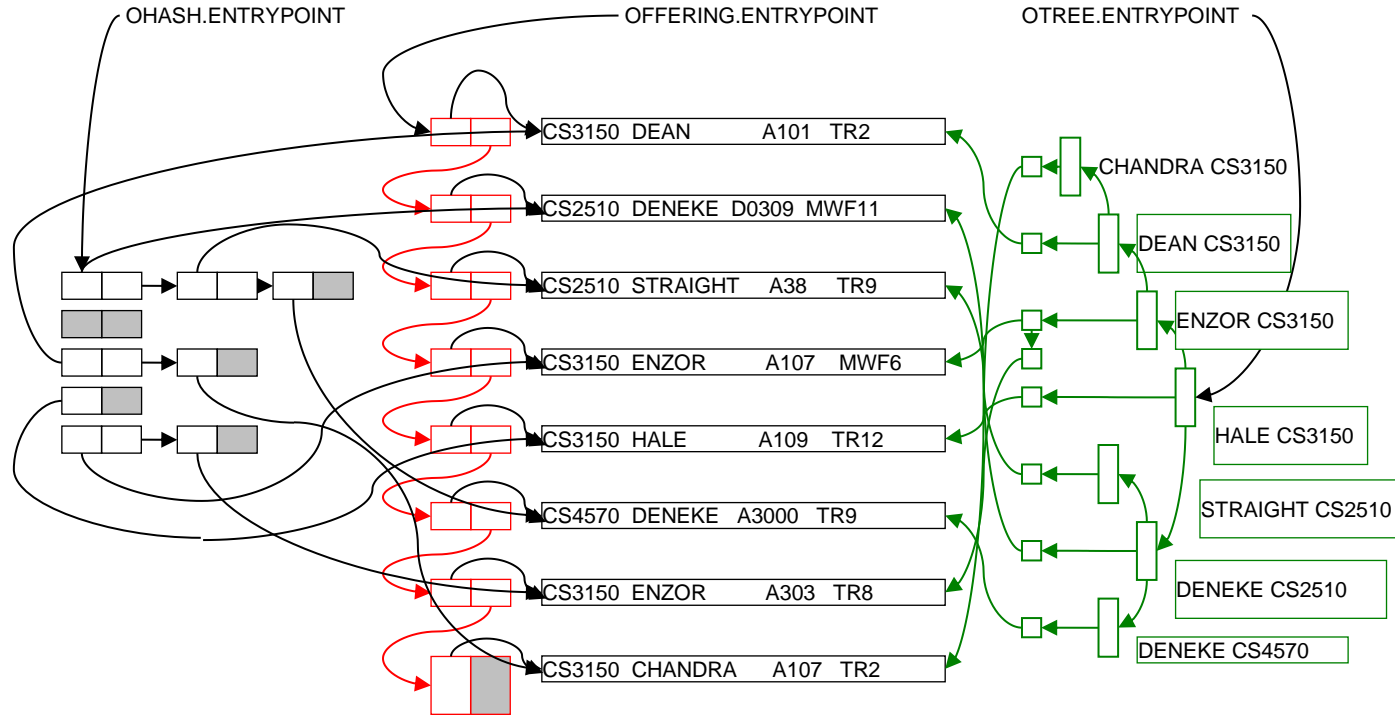 OHASH.ENTRYPOINT OFFERING.ENTRYPOINT OTREE.ENTRYPOINT
CS3150 DEAN A101 TR2
CHANDRA CS3150
CS2510 DENEKE D0309 MWF11
DEAN CS3150
CS2510 STRAIGHT A38 TR9
ENZOR CS3150
CS3150 ENZOR A107 MWF6
CS3150 HALE A109 TR12
HALE CS3150
STRAIGHT CS2510
CS4570 DENEKE A3000 TR9
CS3150 ENZOR A303 TR8
DENEKE CS2510
DENEKE CS4570
CS3150 CHANDRA A107 TR2